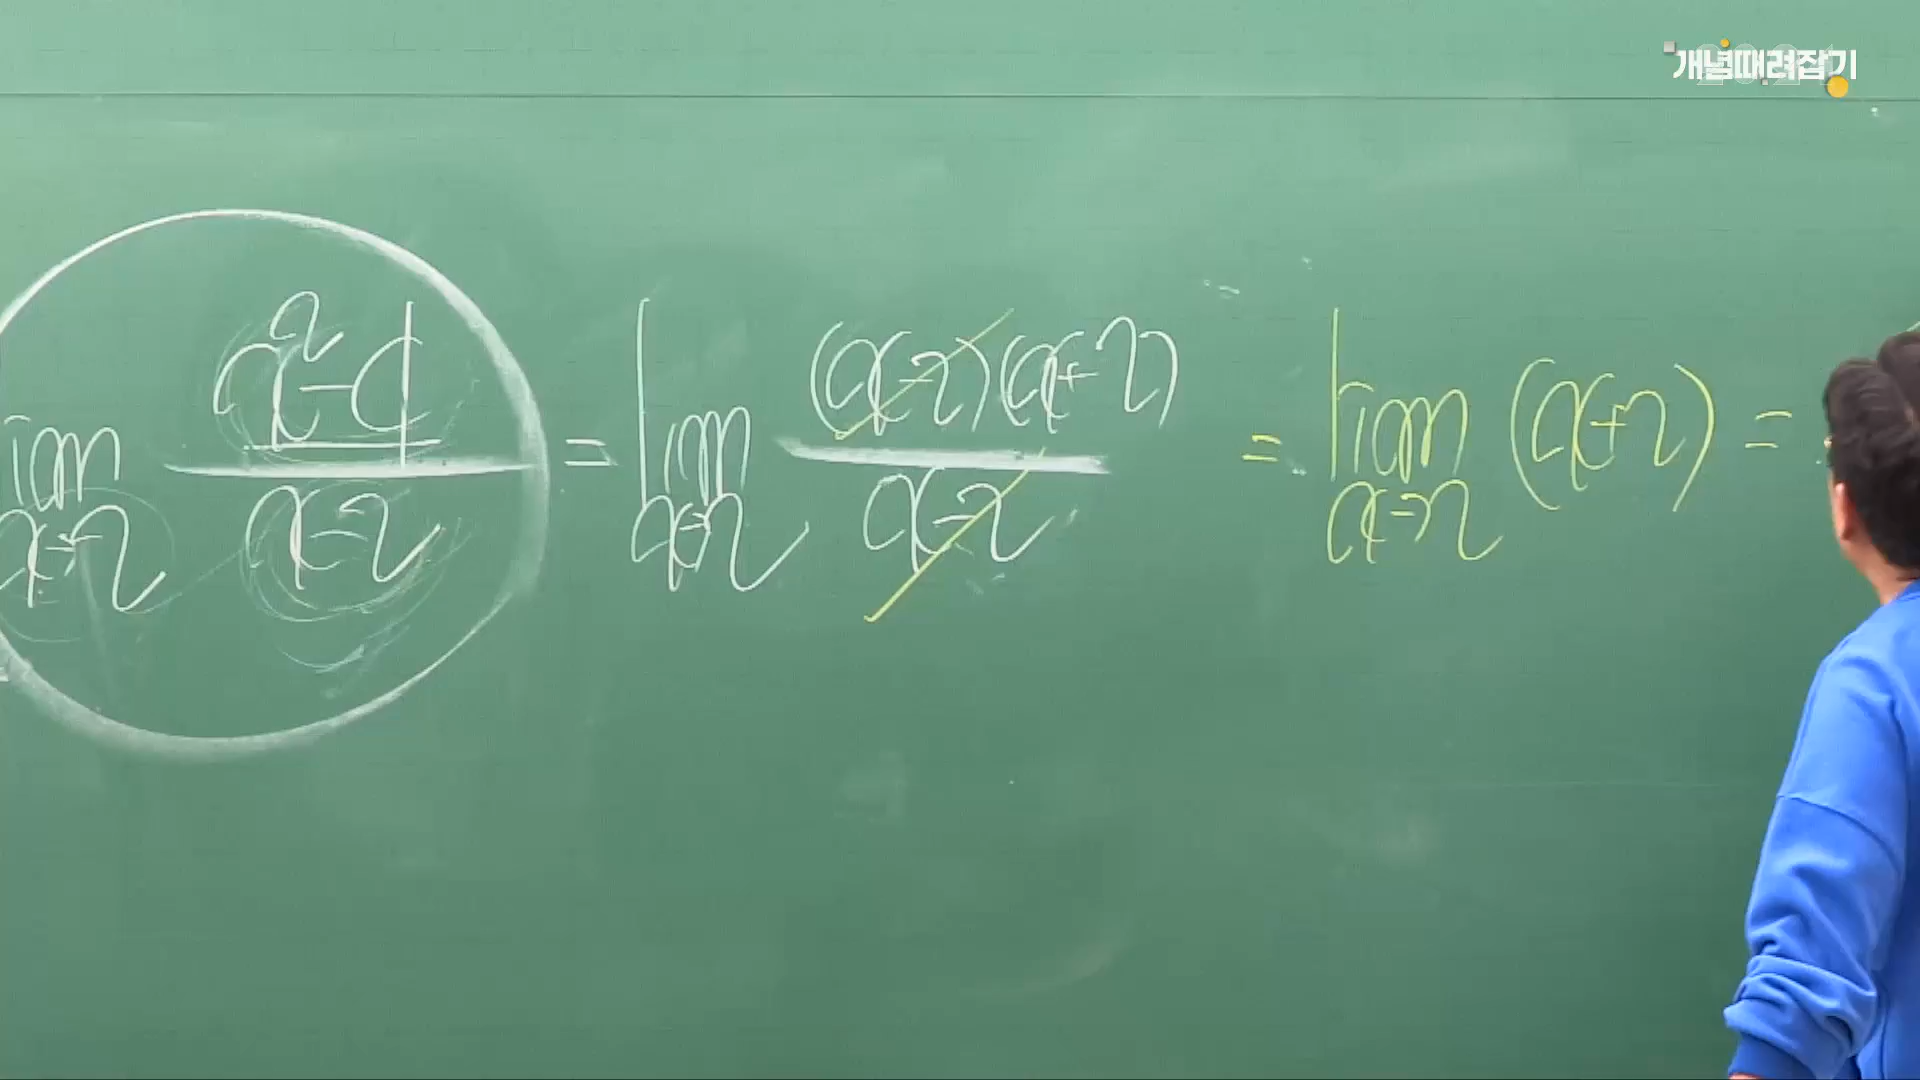 개념때려잡기
lim x→2 x²-4 / x-2 = lim x→2 (x-2)(x+2) / x-2 = lim x→2 (x+2) =